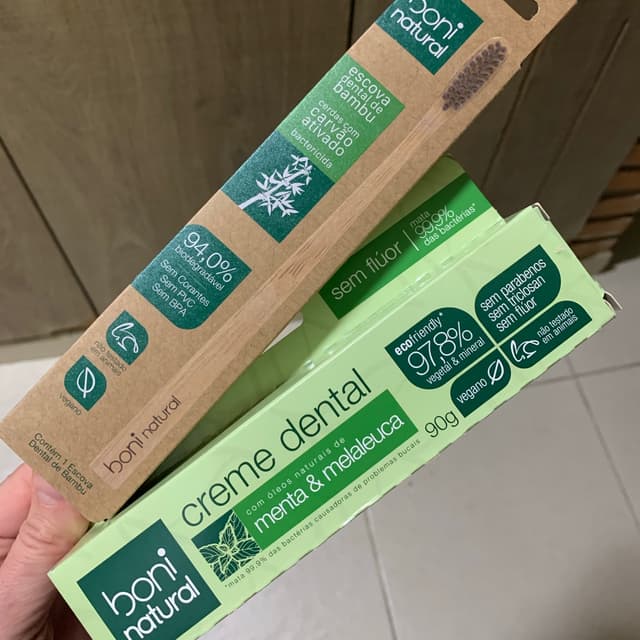 boni
natural
escova
dental de
bambu
cerdas com
carvão
ativado
bactericida
94,0%
biodegradável
Sem corantes
Sem PVC
Sem BPA
não testado
em animais
vegano
boni natural
Contém 1 Escova
Dental de Bambu
sem flúor
mata
99,9%
das bactérias*
ecofriendly*
97,8%
vegetal & mineral
sem parabenos
sem triclosan
sem flúor
vegano
não testado
em animais
creme dental
com óleos naturais de
menta & melaleuca
90g
*mata 99,9% das bactérias causadoras de problemas bucais
boni
natural